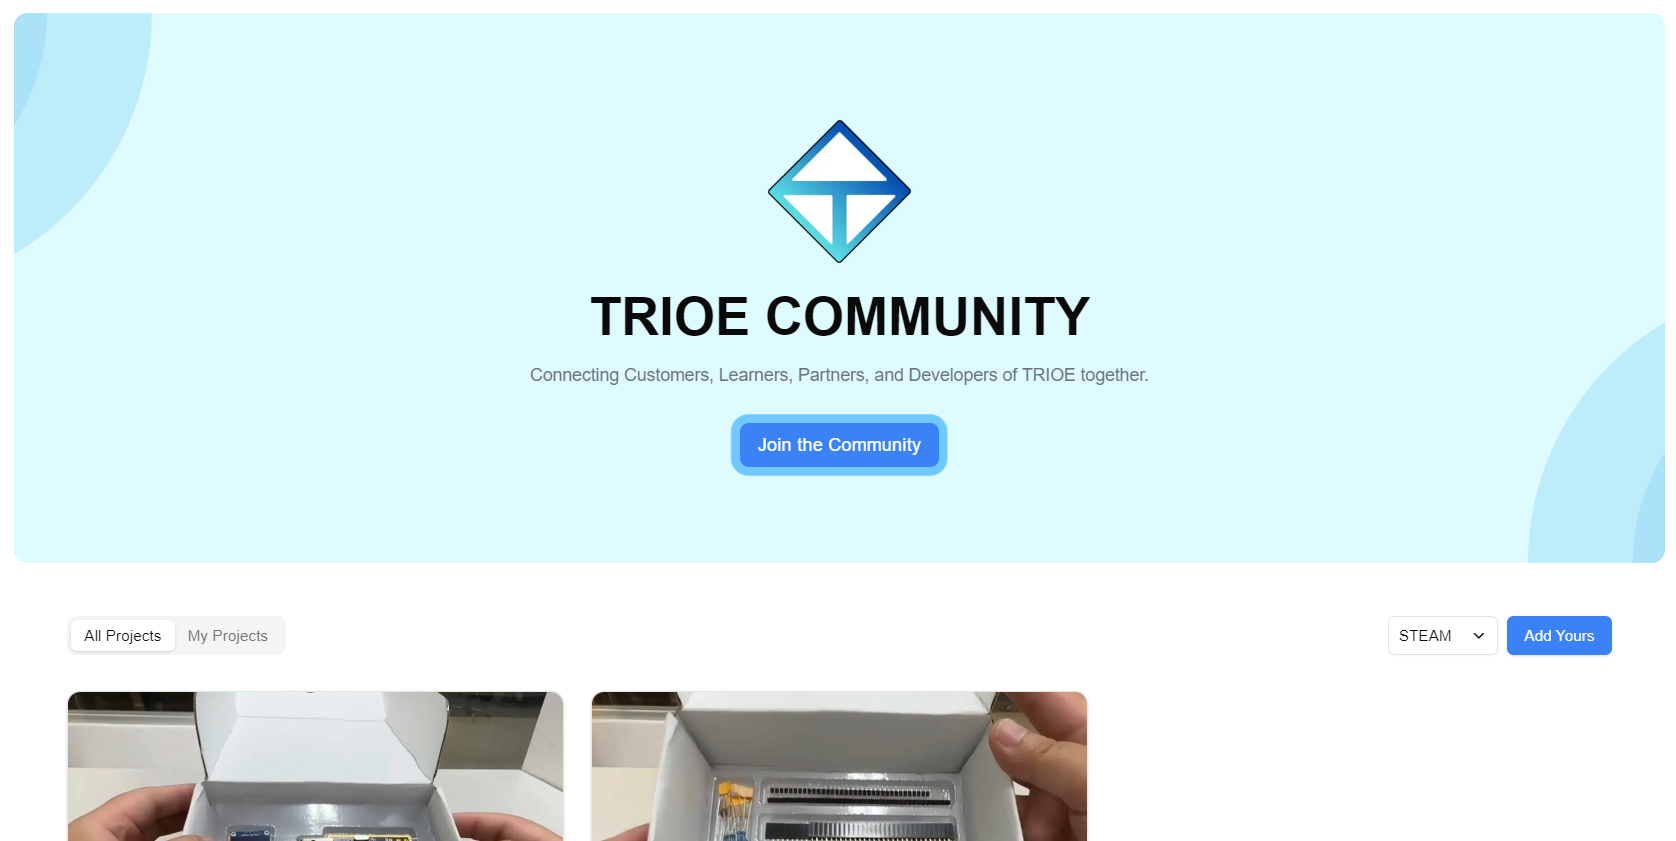 TRIOE COMMUNITY
Connecting Customers, Learners, Partners, and Developers of TRIOE together.
Join the Community
All Projects My Projects STEAM Add Yours